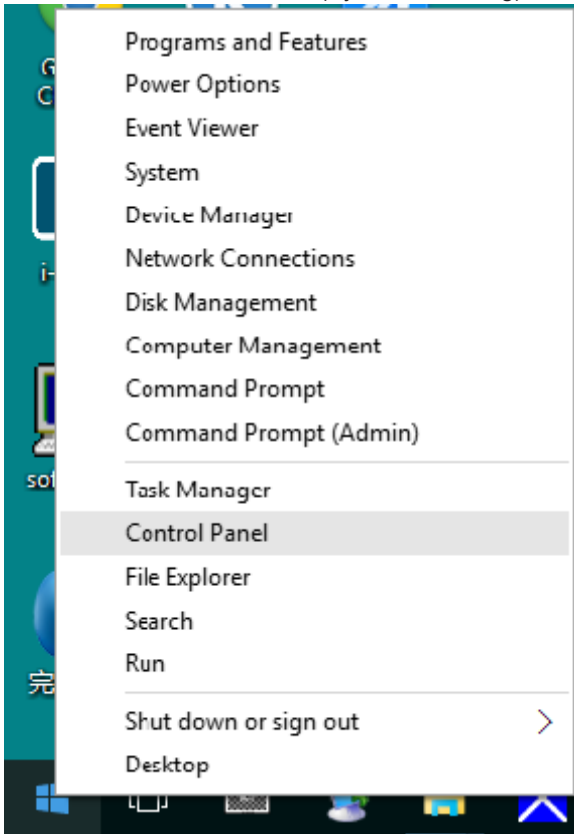 Programs and Features
Power Options
Event Viewer
System
Device Manager
Network Connections
Disk Management
Computer Management
Command Prompt
Command Prompt (Admin)
Task Manager
Control Panel
File Explorer
Search
Run
Shut down or sign out
Desktop